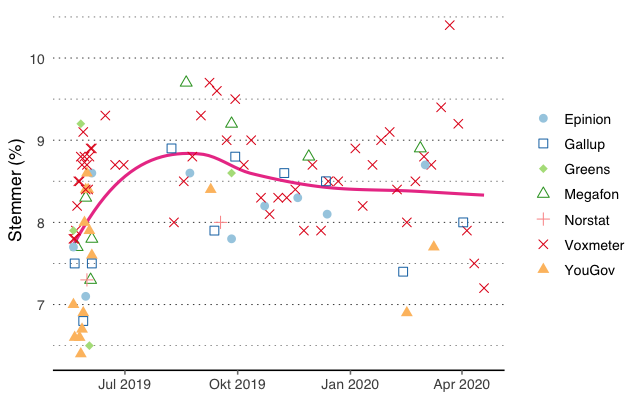 Stemmer (%)
10
9
8
7
Jul 2019
Okt 2019
Jan 2020
Apr 2020
Epinion
Gallup
Greens
Megafon
Norstat
Voxmeter
YouGov